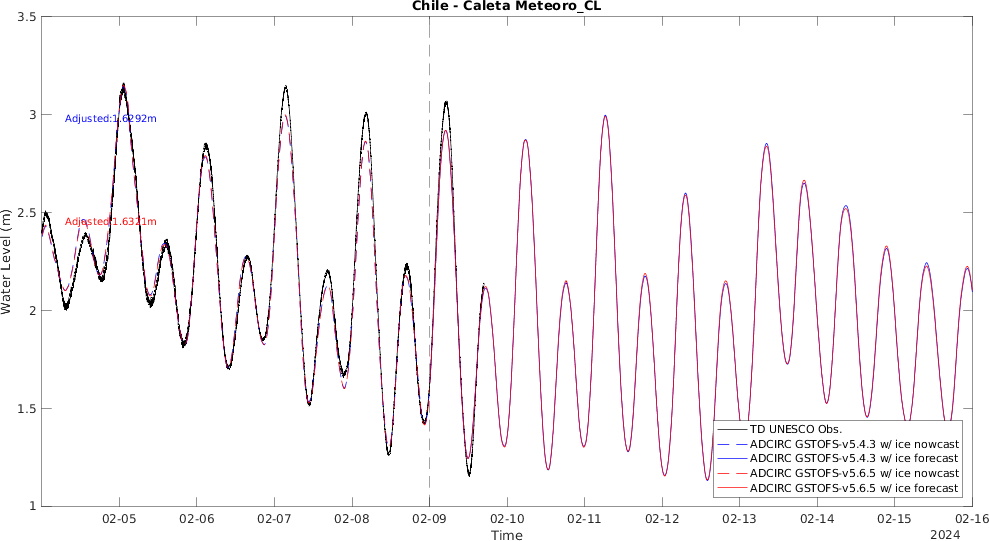 Chile - Caleta Meteoro_CL
3.5
3
2.5
2
1.5
1
Water Level (m)
Adjusted:1.6292m
Adjusted:1.6321m
TD UNESCO Obs.
ADCIRC GSTOFS-v5.4.3 w/ ice nowcast
ADCIRC GSTOFS-v5.4.3 w/ ice forecast
ADCIRC GSTOFS-v5.6.5 w/ ice nowcast
ADCIRC GSTOFS-v5.6.5 w/ ice forecast
02-05 02-06 02-07 02-08 02-09 02-10 02-11 02-12 02-13 02-14 02-15 02-16
Time
2024